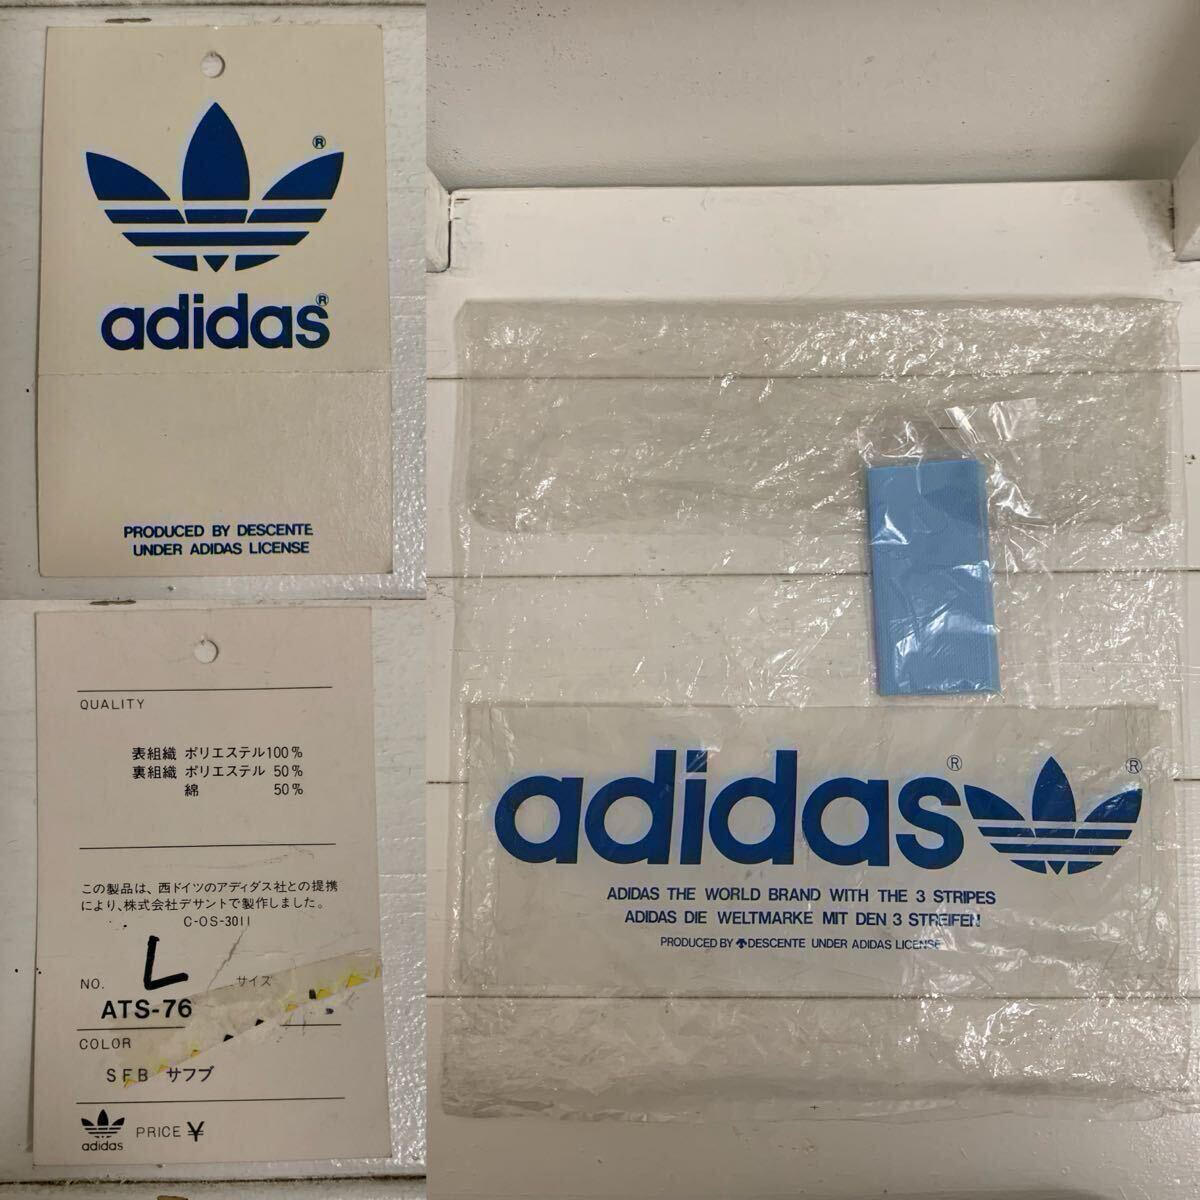 ®
adidas®
PRODUCED BY DESCENTE
UNDER ADIDAS LICENSE
QUALITY
表組織 ポリエステル100%
裏組織 ポリエステル 50%
綿 50%
この製品は、西ドイツのアディダス社との提携
により、株式会社デサントで製作しました。
C-OS-3011
L
NO. サイズ
ATS-76
COLOR
SFB サフブ
adidas PRICE ¥
adidas® ®
ADIDAS THE WORLD BRAND WITH THE 3 STRIPES
ADIDAS DIE WELTMARKE MIT DEN 3 STREIFEN
PRODUCED BY DESCENTE UNDER ADIDAS LICENSE